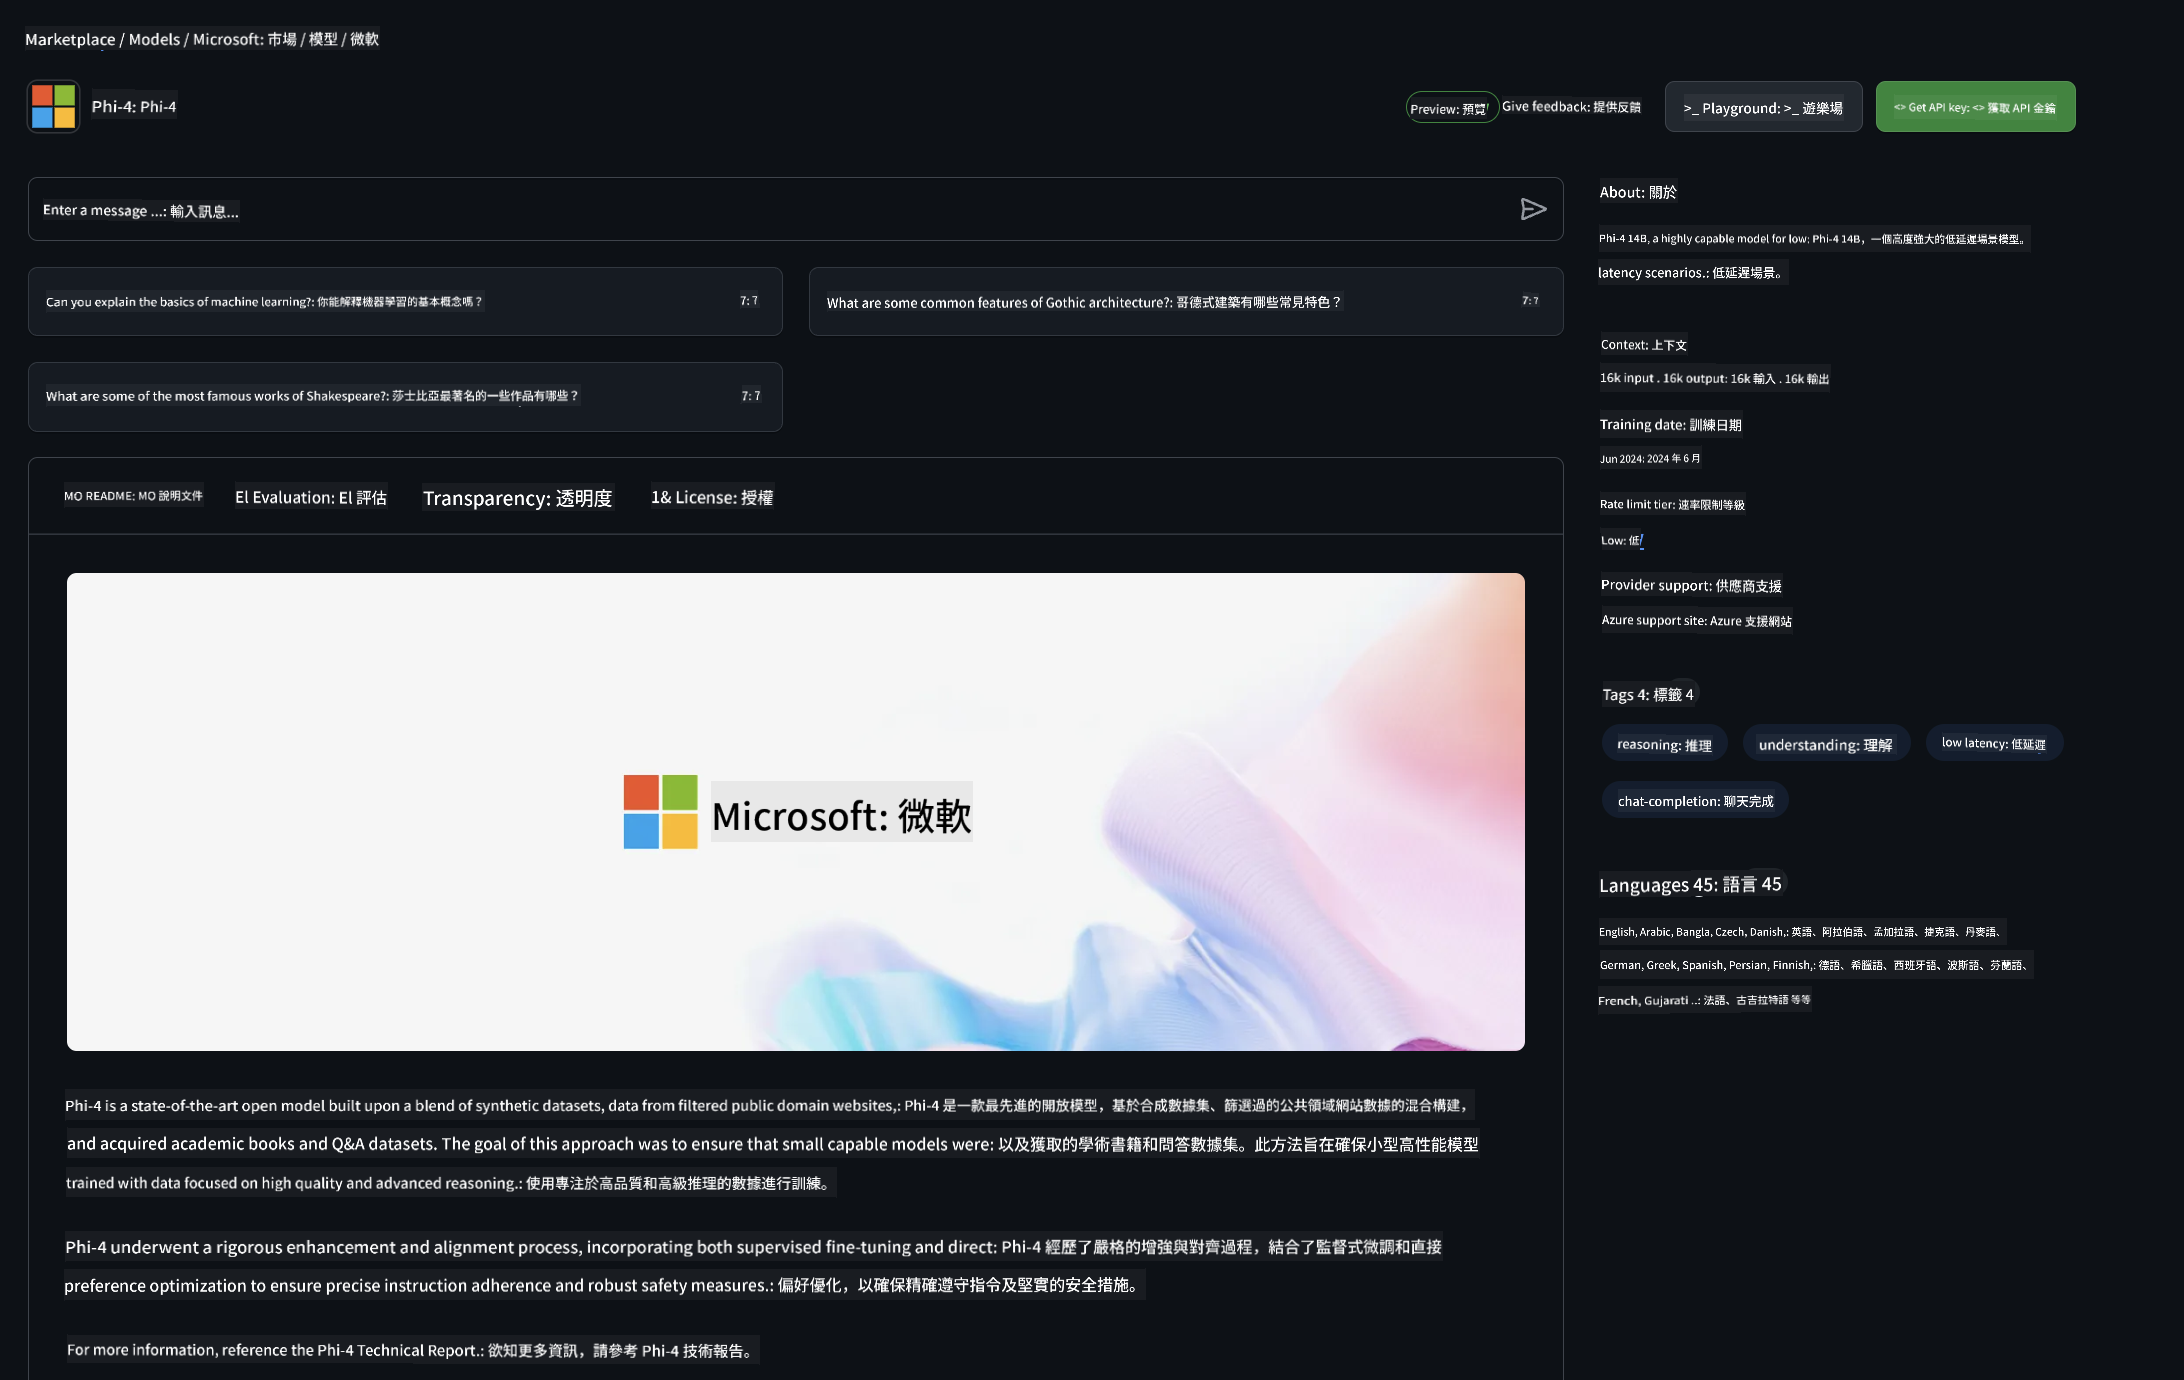 Marketplace / Models / Microsoft: 市場 / 模型 / 微軟
Phi-4: Phi-4
Preview: 預覽
Give feedback: 提供反饋
>_ Playground: >_ 遊樂場
<> Get API key: <> 獲取 API 金鑰
Enter a message ...: 輸入訊息...
Can you explain the basics of machine learning?: 你能解釋機器學習的基本概念嗎？
7: 7
What are some common features of Gothic architecture?: 哥德式建築有哪些常見特色？
7: 7
What are some of the most famous works of Shakespeare?: 莎士比亞最著名的一些作品有哪些？
7: 7
MO README: MO 說明文件
El Evaluation: El 評估
Transparency: 透明度
1& License: 授權
Microsoft: 微軟
Phi-4 is a state-of-the-art open model built upon a blend of synthetic datasets, data from filtered public domain websites,: Phi-4 是一款最先進的開放模型，基於合成數據集、篩選過的公共領域網站數據的混合構建，
and acquired academic books and Q&A datasets. The goal of this approach was to ensure that small capable models were: 以及獲取的學術書籍和問答數據集。此方法旨在確保小型高性能模型
trained with data focused on high quality and advanced reasoning.: 使用專注於高品質和高級推理的數據進行訓練。
Phi-4 underwent a rigorous enhancement and alignment process, incorporating both supervised fine-tuning and direct: Phi-4 經歷了嚴格的增強與對齊過程，結合了監督式微調和直接
preference optimization to ensure precise instruction adherence and robust safety measures.: 偏好優化，以確保精確遵守指令及堅實的安全措施。
For more information, reference the Phi-4 Technical Report.: 欲知更多資訊，請參考 Phi-4 技術報告。
About: 關於
Phi-4 14B, a highly capable model for low: Phi-4 14B，一個高度強大的低延遲場景模型。
latency scenarios.: 低延遲場景。
Context: 上下文
16k input . 16k output: 16k 輸入 . 16k 輸出
Training date: 訓練日期
Jun 2024: 2024 年 6 月
Rate limit tier: 速率限制等級
Low: 低
Provider support: 供應商支援
Azure support site: Azure 支援網站
Tags 4: 標籤 4
reasoning: 推理
understanding: 理解
low latency: 低延遲
chat-completion: 聊天完成
Languages 45: 語言 45
English, Arabic, Bangla, Czech, Danish,: 英語、阿拉伯語、孟加拉語、捷克語、丹麥語、
German, Greek, Spanish, Persian, Finnish,: 德語、希臘語、西班牙語、波斯語、芬蘭語、
French, Gujarati ..: 法語、古吉拉特語 等等